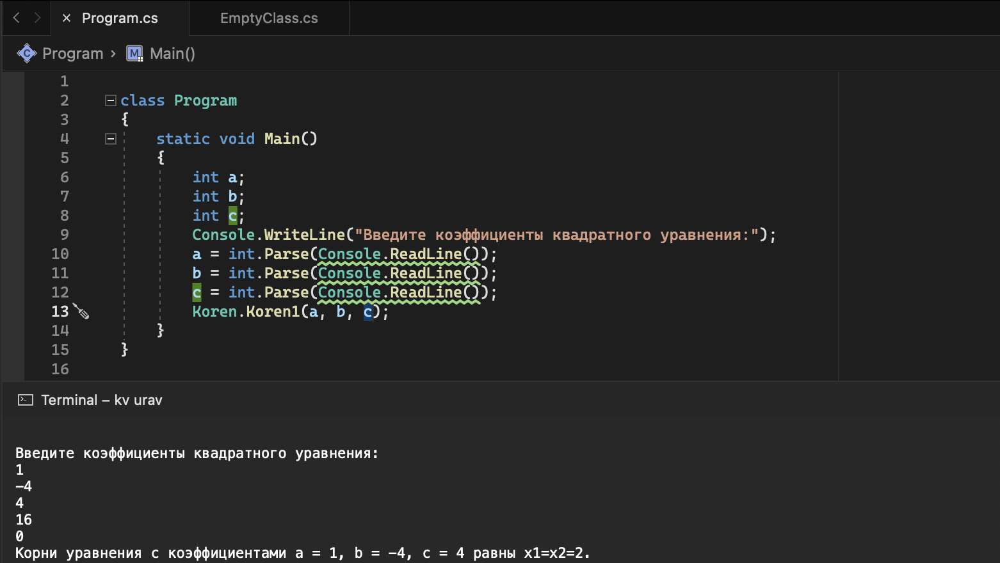 Program.cs EmptyClass.cs
Program › Main()
1
2 class Program
3 {
4 static void Main()
5 {
6 int a;
7 int b;
8 int c;
9 Console.WriteLine("Введите коэффициенты квадратного уравнения:");
10 a = int.Parse(Console.ReadLine());
11 b = int.Parse(Console.ReadLine());
12 c = int.Parse(Console.ReadLine());
13 Koren.Koren1(a, b, c);
14 }
15 }
16
Terminal – kv urav
Введите коэффициенты квадратного уравнения:
1
-4
4
16
0
Корни уравнения с коэффициентами a = 1, b = -4, c = 4 равны x1=x2=2.